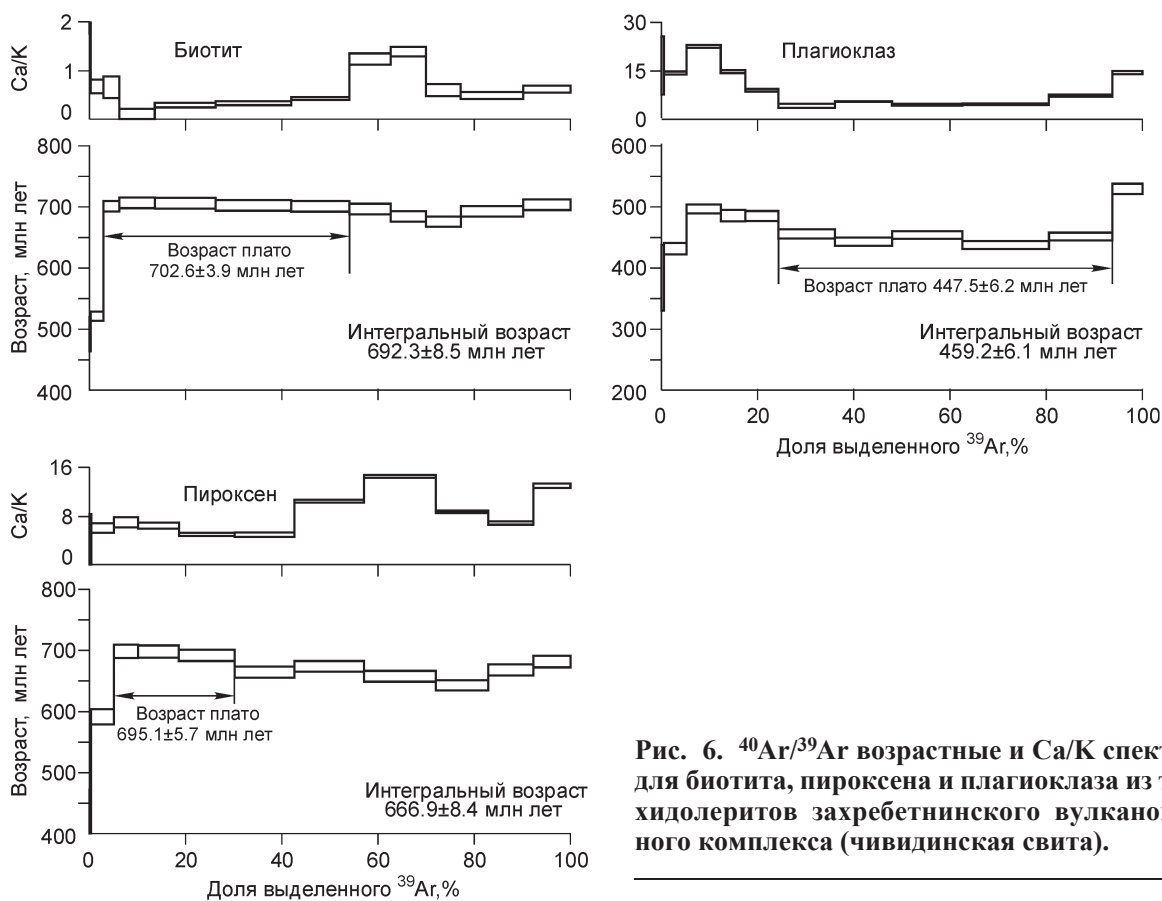 Ca/K
2
1
0
Биотит
Возраст, млн лет
800
700
600
500
400
Возраст плато
702.6±3.9 млн лет
Интегральный возраст
692.3±8.5 млн лет
Ca/K
30
15
0
Плагиоклаз
600
500
400
300
200
Возраст плато 447.5±6.2 млн лет
Интегральный возраст
459.2±6.1 млн лет
0 20 40 60 80 100
Доля выделенного ³⁹Ar,%
Ca/K
16
8
0
Пироксен
Возраст, млн лет
800
700
600
500
400
Возраст плато
695.1±5.7 млн лет
Интегральный возраст
666.9±8.4 млн лет
0 20 40 60 80 100
Доля выделенного ³⁹Ar,%
Рис. 6. ⁴⁰Ar/³⁹Ar возрастные и Ca/K спект
для биотита, пироксена и плагиоклаза из т
хидолеритов захребетнинского вулкано
ного комплекса (чивидинская свита).